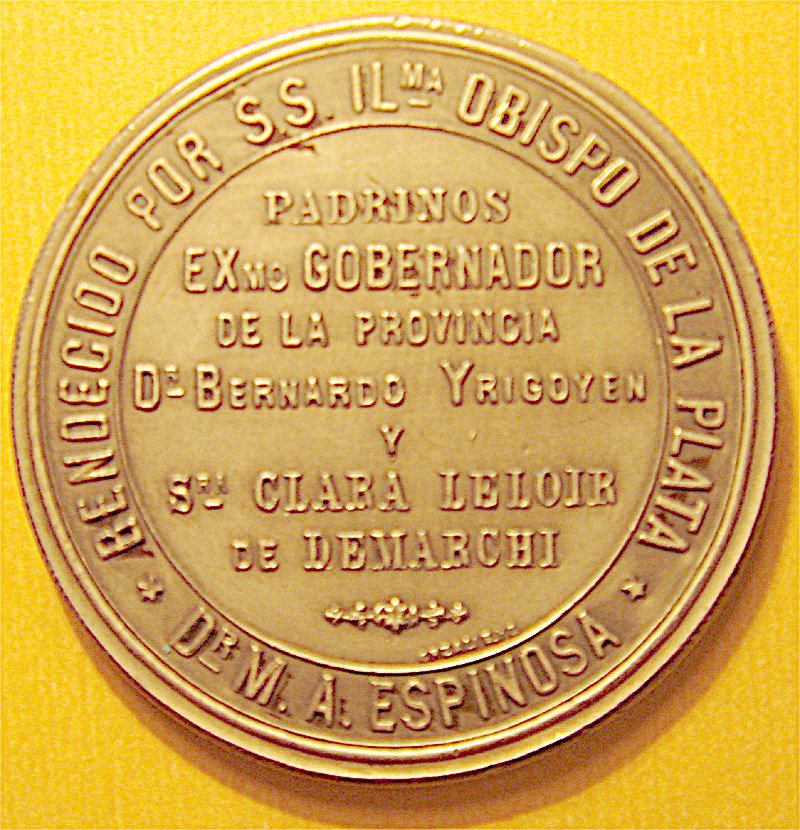 BENDECIDO POR S.S. ILMA OBISPO DE LA PLATA
DR M. A. ESPINOSA
PADRINOS
EXMO GOBERNADOR
DE LA PROVINCIA
DR BERNARDO YRIGOYEN
Y
SRA CLARA LELOIR
DE DEMARCHI